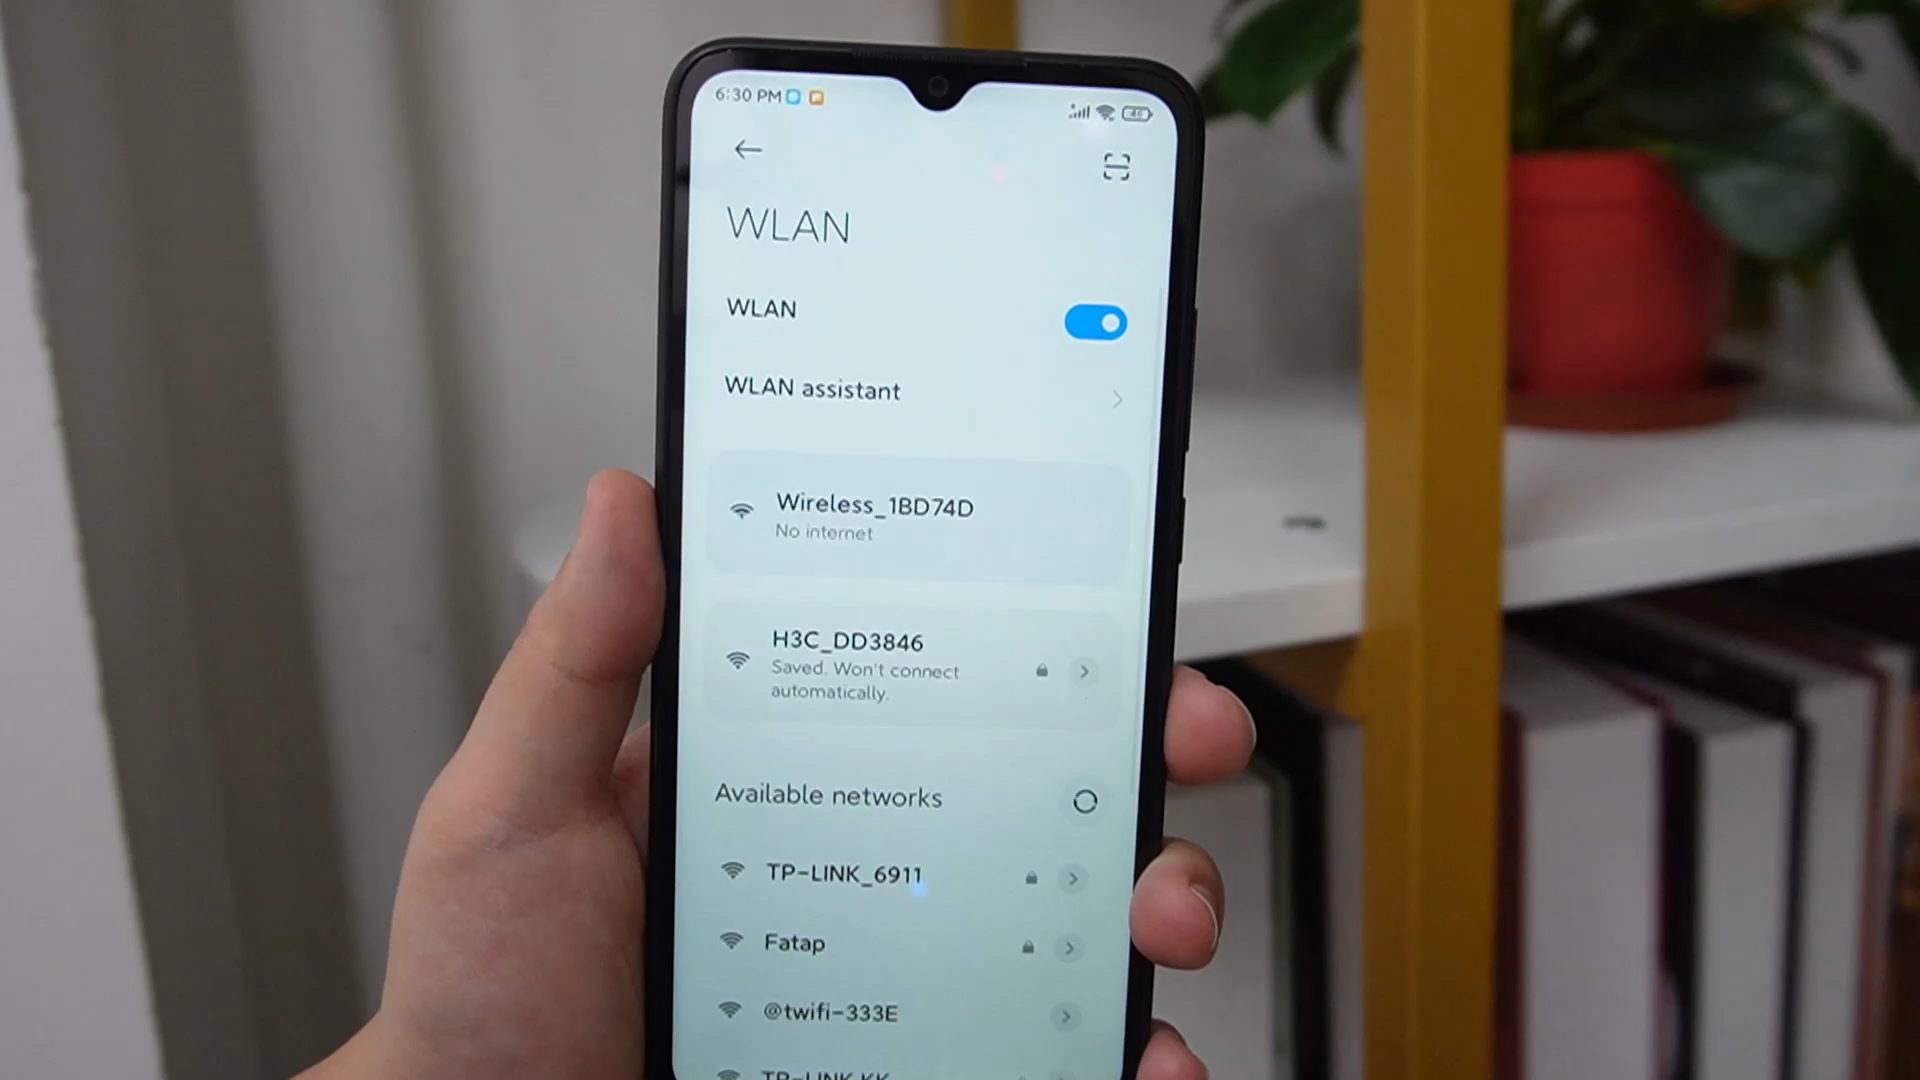 6:30 PM
WLAN
WLAN
WLAN assistant
Wireless_1BD74D
No internet
H3C_DD3846
Saved. Won't connect
automatically.
Available networks
TP-LINK_6911
Fatap
@twifi-333E